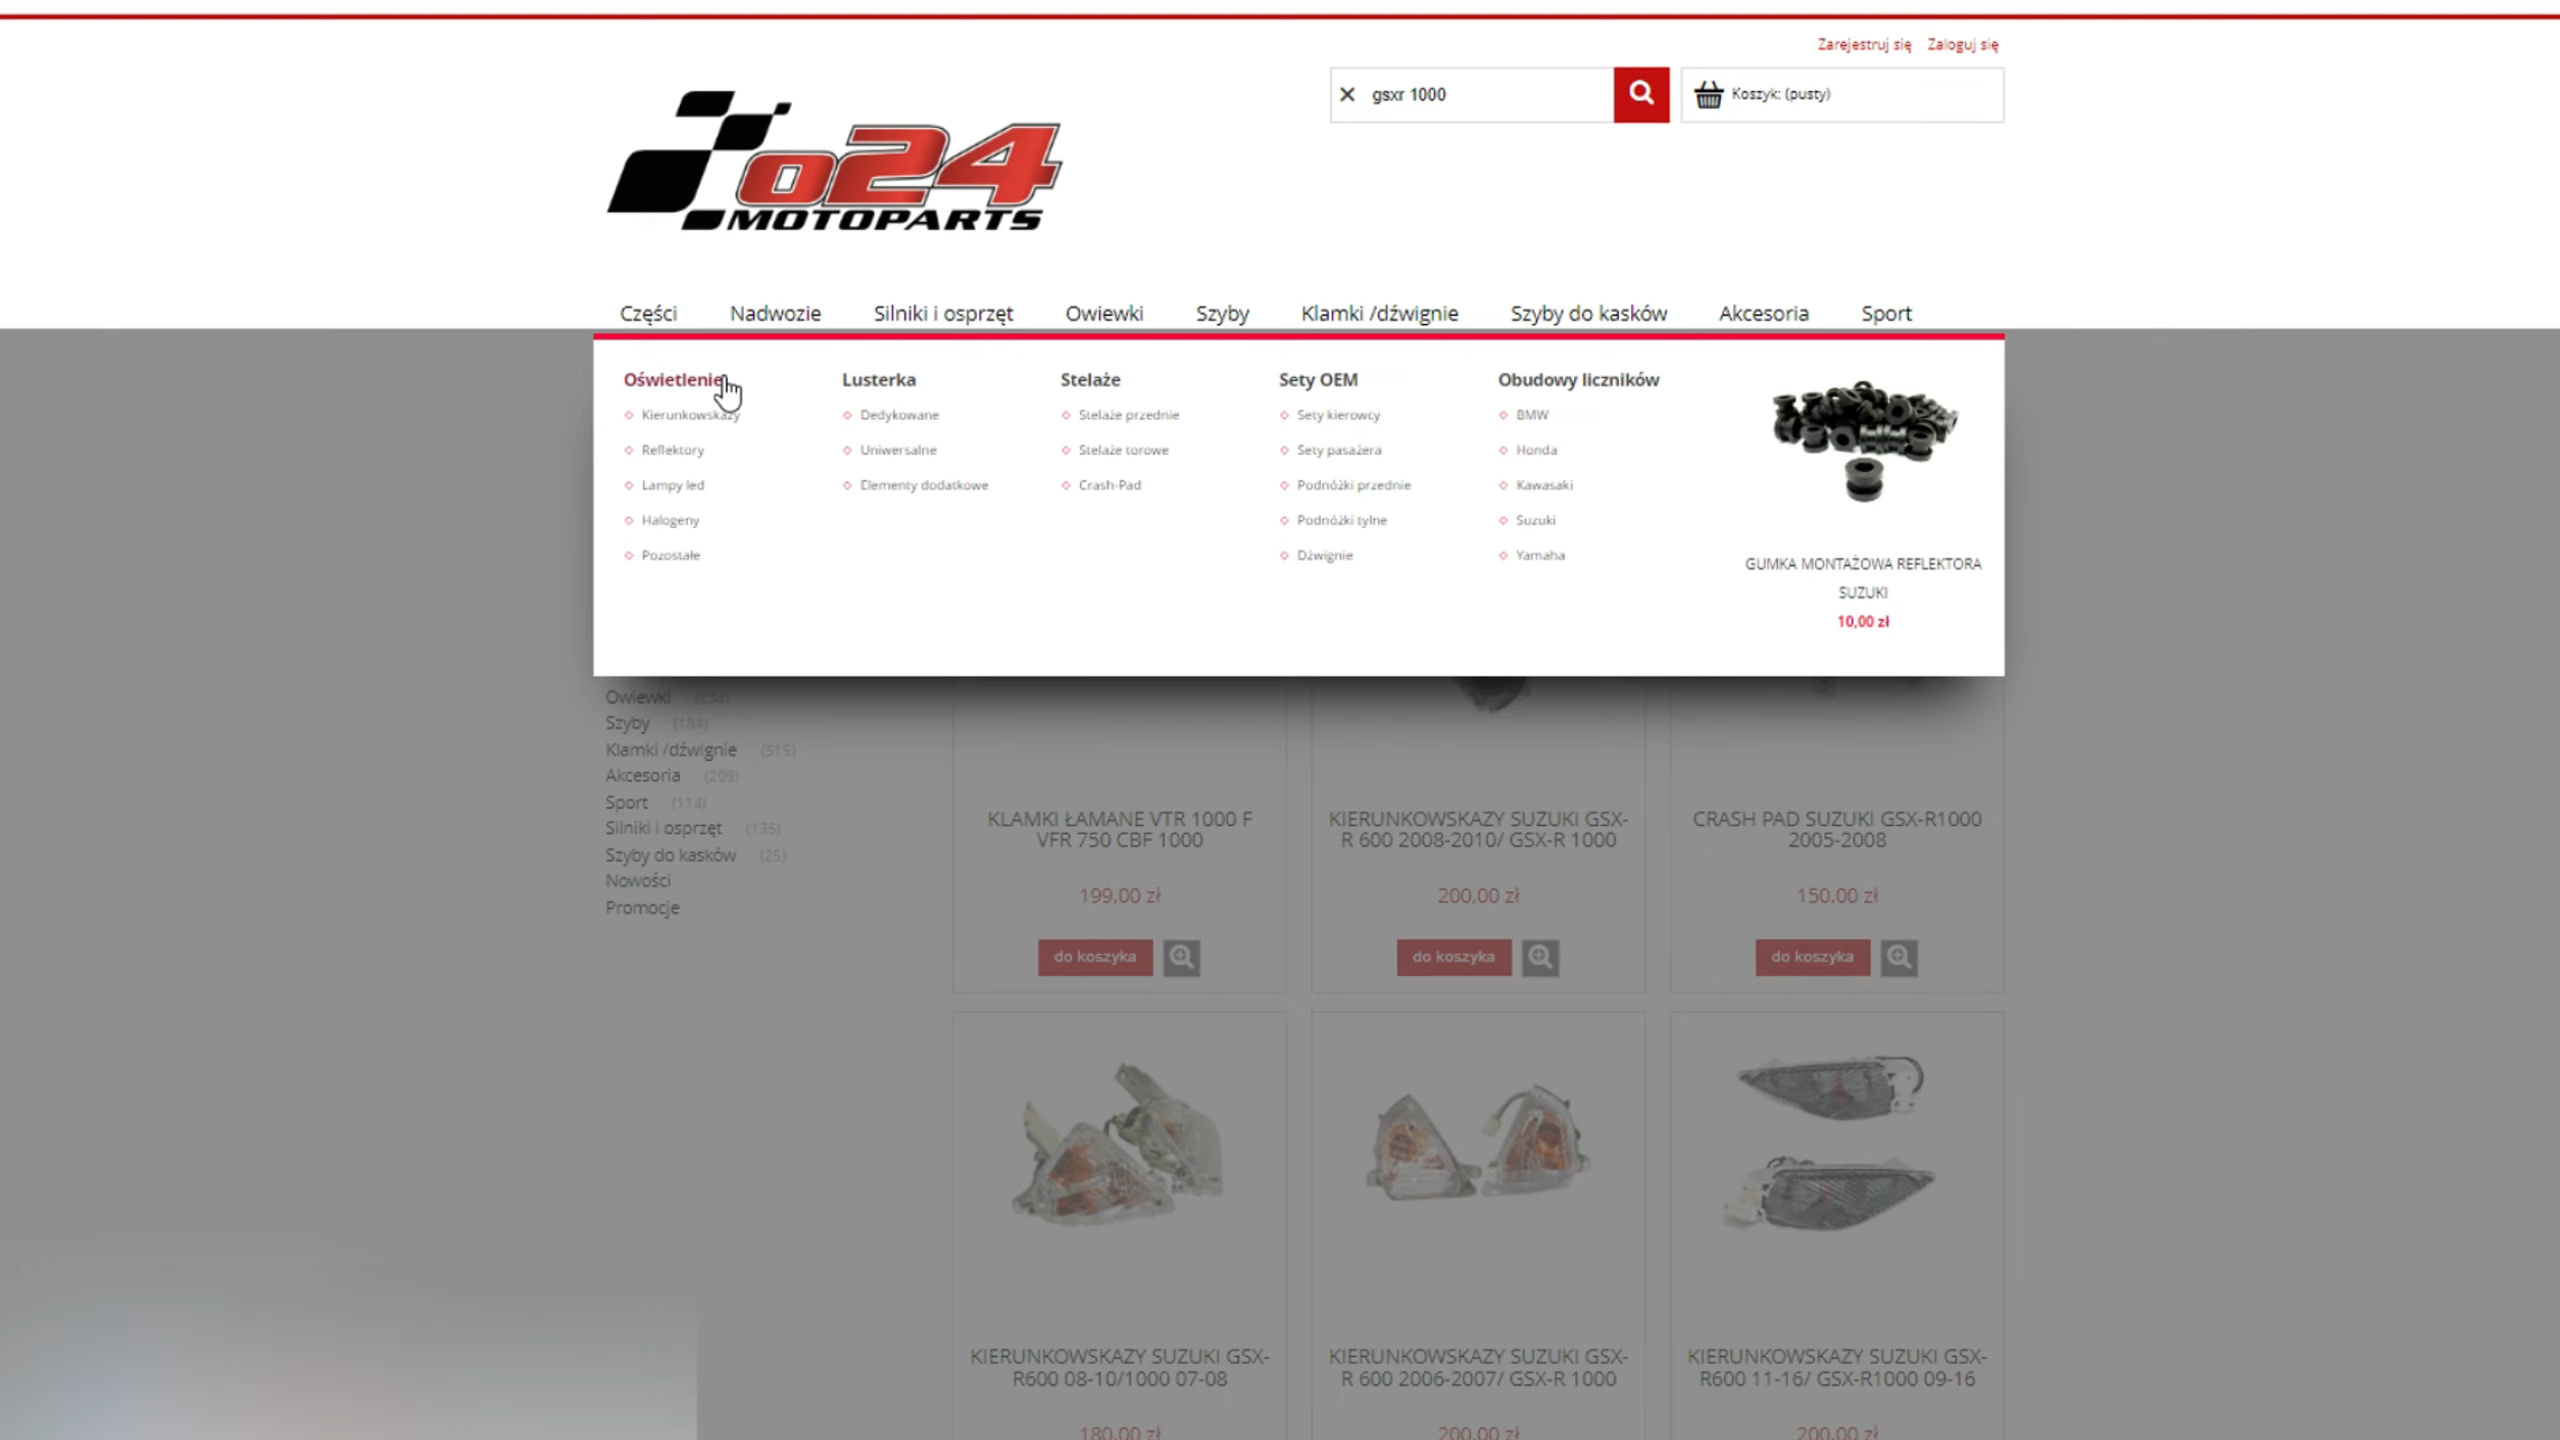 Zarejestruj się Zaloguj się
gsxr 1000
Koszyk: (pusty)
o24
MOTOPARTS
Części Nadwozie Silniki i osprzęt Owiewki Szyby Klamki /dźwignie Szyby do kasków Akcesoria Sport
Oświetlenie
Kierunkowskazy
Reflektory
Lampy led
Halogeny
Pozostałe
Lusterka
Dedykowane
Uniwersalne
Elementy dodatkowe
Stelaże
Stelaże przednie
Stelaże torowe
Crash-Pad
Sety OEM
Sety kierowcy
Sety pasażera
Podnóżki przednie
Podnóżki tylne
Dźwignie
Obudowy liczników
BMW
Honda
Kawasaki
Suzuki
Yamaha
GUMKA MONTAŻOWA REFLEKTORA
SUZUKI
10,00 zł
Owiewki (234)
Szyby (184)
Klamki /dźwignie (515)
Akcesoria (209)
Sport (114)
Silniki i osprzęt (135)
Szyby do kasków (25)
Nowości
Promocje
KLAMKI ŁAMANE VTR 1000 F
VFR 750 CBF 1000
199,00 zł
do koszyka
KIERUNKOWSKAZY SUZUKI GSX-
R 600 2008-2010/ GSX-R 1000
200,00 zł
do koszyka
CRASH PAD SUZUKI GSX-R1000
2005-2008
150,00 zł
do koszyka
KIERUNKOWSKAZY SUZUKI GSX-
R600 08-10/1000 07-08
180,00 zł
KIERUNKOWSKAZY SUZUKI GSX-
R 600 2006-2007/ GSX-R 1000
200,00 zł
KIERUNKOWSKAZY SUZUKI GSX-
R600 11-16/ GSX-R1000 09-16
200,00 zł